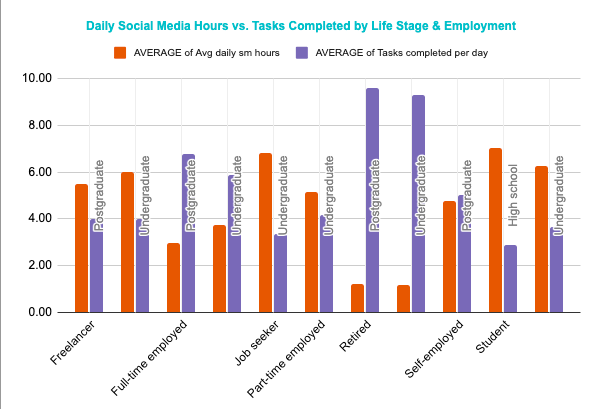 Daily Social Media Hours vs. Tasks Completed by Life Stage & Employment
AVERAGE of Avg daily sm hours
AVERAGE of Tasks completed per day
10.00
8.00
6.00
4.00
2.00
0.00
Postgraduate
Undergraduate
Postgraduate
Undergraduate
Undergraduate
Undergraduate
Postgraduate
Undergraduate
Postgraduate
High school
Undergraduate
Freelancer
Full-time employed
Job seeker
Part-time employed
Retired
Self-employed
Student